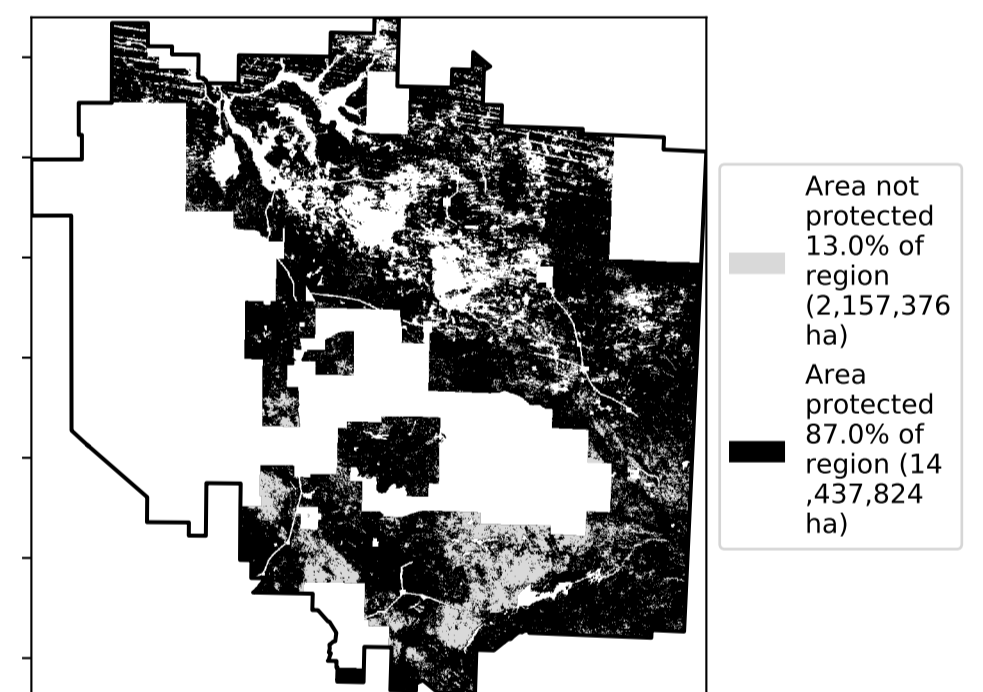 Area not
protected
13.0% of
region
(2,157,376
ha)
Area
protected
87.0% of
region (14
,437,824
ha)